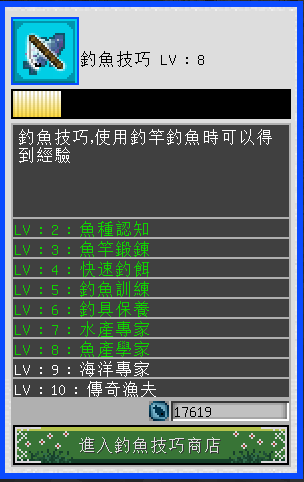 釣魚技巧 LV : 8
釣魚技巧,使用釣竿釣魚時可以得
到經驗
LV : 2 : 魚種認知
LV : 3 : 魚竿鍛鍊
LV : 4 : 快速釣餌
LV : 5 : 釣魚訓練
LV : 6 : 釣具保養
LV : 7 : 水產專家
LV : 8 : 魚產學家
LV : 9 : 海洋專家
LV : 10 : 傳奇漁夫
17619
進入釣魚技巧商店